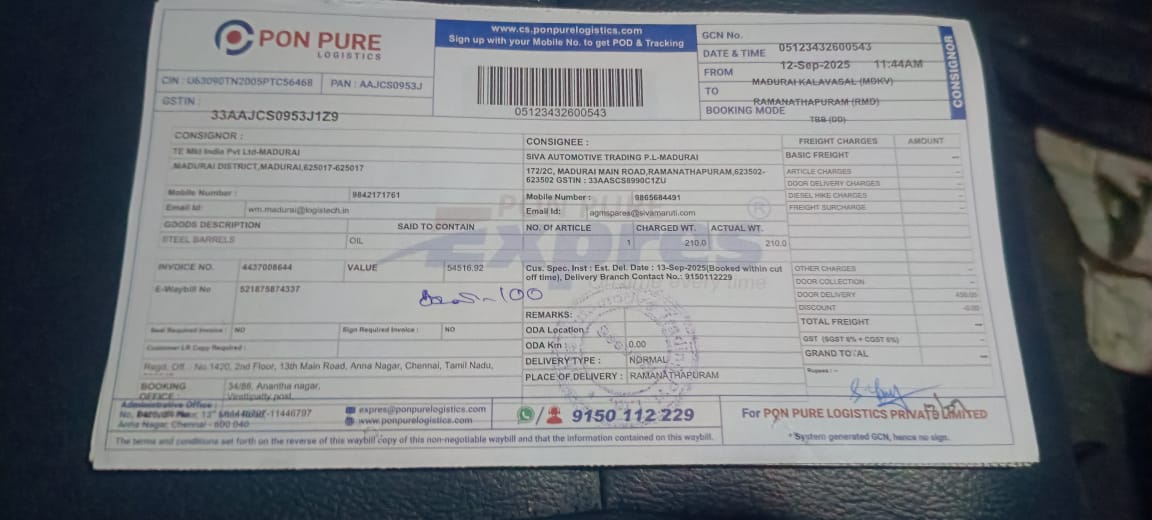 PON PURE
LOGISTICS
www.cs.ponpurelogistics.com
Sign up with your Mobile No. to get POD & Tracking
05123432600543
GCN No.
05123432600543
DATE & TIME
12-Sep-2025 11:44AM
FROM
MADURAI KALAVASAL (MDKV)
TO
RAMANATHAPURAM (RMD)
BOOKING MODE
TBB (DD)
CONSIGNOR
CIN : U63090TN2005PTC56468
PAN : AAJCS0953J
GSTIN :
33AAJCS0953J1Z9
CONSIGNOR :
TE Mkl India Pvt Ltd-MADURAI
MADURAI DISTRICT,MADURAI,625017-625017
Mobile Number : 9842171761
Email Id: wm.madurai@logistech.in
GOODS DESCRIPTION SAID TO CONTAIN
STEEL BARRELS OIL
INVOICE NO. 4437008644 VALUE 54516.92
E-Waybill No 521875874337
Seal Required Invoice : NO Sign Required Invoice : NO
Customer LR Copy Required :
Regd. Off. : No.1420, 2nd Floor, 13th Main Road, Anna Nagar, Chennai, Tamil Nadu,
BOOKING OFFICE : 34/88, Anantha nagar,
CONSIGNEE :
SIVA AUTOMOTIVE TRADING P.L-MADURAI
172/2C, MADURAI MAIN ROAD,RAMANATHAPURAM,623502-
623502 GSTIN : 33AASCS8990C1ZU
Mobile Number : 9865684491
Email Id: agmspares@sivamaruti.com
NO. Of ARTICLE CHARGED WT. ACTUAL WT.
1 210.0 210.0
Cus. Spec. Inst : Est. Del. Date : 13-Sep-2025(Booked within cut
off time), Delivery Branch Contact No.: 9150112229
REMARKS:
ODA Location
ODA Km : 0.00
DELIVERY TYPE : NORMAL
PLACE OF DELIVERY : RAMANATHAPURAM
FREIGHT CHARGES AMOUNT
BASIC FREIGHT
ARTICLE CHARGES
DOOR DELIVERY CHARGES
DIESEL HIKE CHARGES
FREIGHT SURCHARGE
OTHER CHARGES
DOOR COLLECTION
DOOR DELIVERY
DISCOUNT
TOTAL FREIGHT
GST (SGST 6% + CGST 6%)
GRAND TOTAL
Rupees : --
Administrative Office :
Anna Nagar, Chennai - 600 040
expres@ponpurelogistics.com
www.ponpurelogistics.com
9150 112 229
For PON PURE LOGISTICS PRIVATE LIMITED
The terms and conditions set forth on the reverse of this waybill copy of this non-negotiable waybill and that the information contained on this waybill.
*System generated GCN, hence no sign.